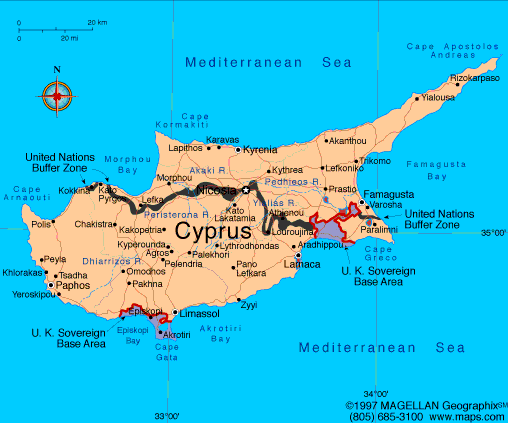 0 20 km
0 20 mi
Mediterranean Sea
Cape Apostolos
Andreas
Rizokarpaso
Yialousa
N
Cape
Kormakiti
Lapithos
Karavas
Kyrenia
Akanthou
United Nations
Buffer Zone
Morphou
Bay
Akaki R.
Kythrea
Trikomo
Lefkoniko
Famagusta
Bay
Cape
Arnaouti
Kokkina
Kato
Pyrgos
Morphou
Lefka
Nicosia
Pedhieos R.
Prastio
Famagusta
Varosha
Peristerona R.
Kato
Lakatamia
Yialias R.
Athienou
United Nations
Buffer Zone
Polis
Chakistra
Kakopetria
Cyprus
Lodroujina
Paralimni
35°00'
Kyperounda
Agros
Lythrodhondas
Aradhippou
Cape
Greco
Peyla
Dhiarrizos R.
Palekhori
Pelendria
Larnaca
Khlorakas
Tsadha
Omodhos
Pano
Lefkara
U. K. Sovereign
Base Area
Paphos
Pakhna
Yeroskipou
Zyyi
Episkopi
Limassol
U. K. Sovereign
Base Area
Episkopi
Bay
Akrotiri
Akrotiri
Bay
Cape
Gata
Mediterranean Sea
34°00'
33°00'
©1997 MAGELLAN Geographix℠
(805) 685-3100 www.maps.com